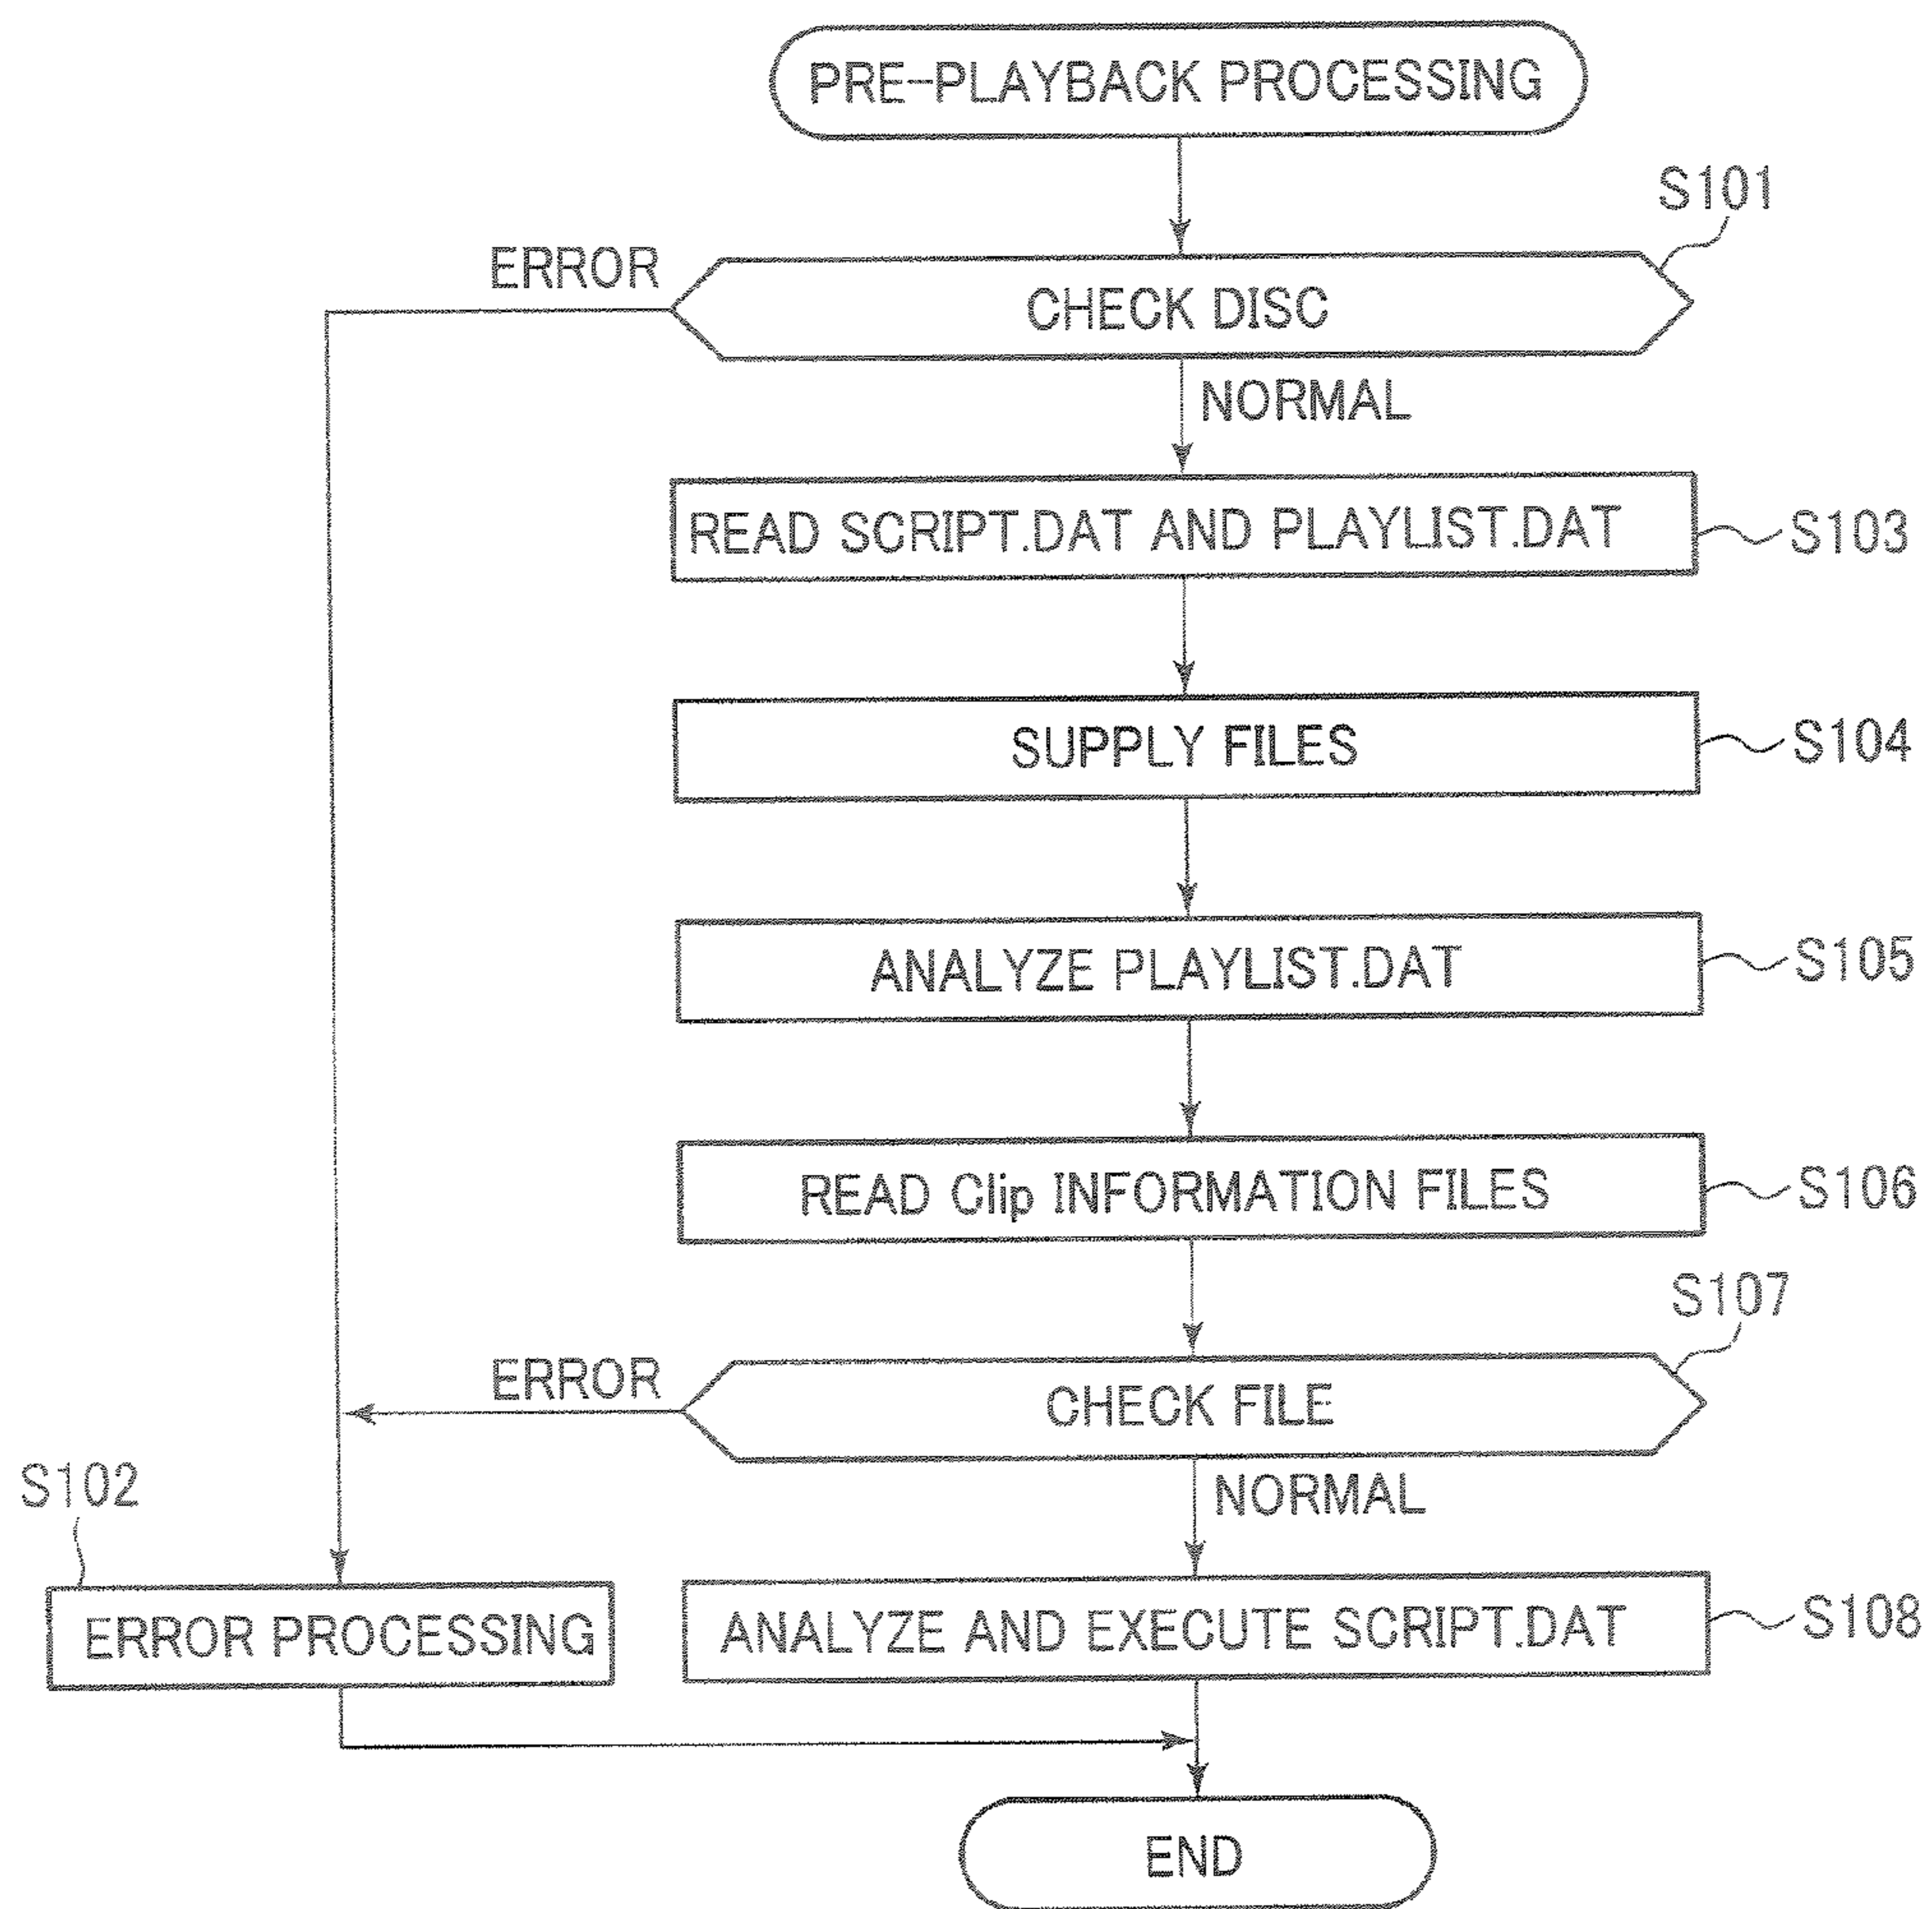 PRE-PLAYBACK PROCESSING
S101
ERROR
CHECK DISC
NORMAL
READ SCRIPT.DAT AND PLAYLIST.DAT
S103
SUPPLY FILES
S104
ANALYZE PLAYLIST.DAT
S105
READ Clip INFORMATION FILES
S106
S107
ERROR
CHECK FILE
S102
NORMAL
ERROR PROCESSING
ANALYZE AND EXECUTE SCRIPT.DAT
S108
END